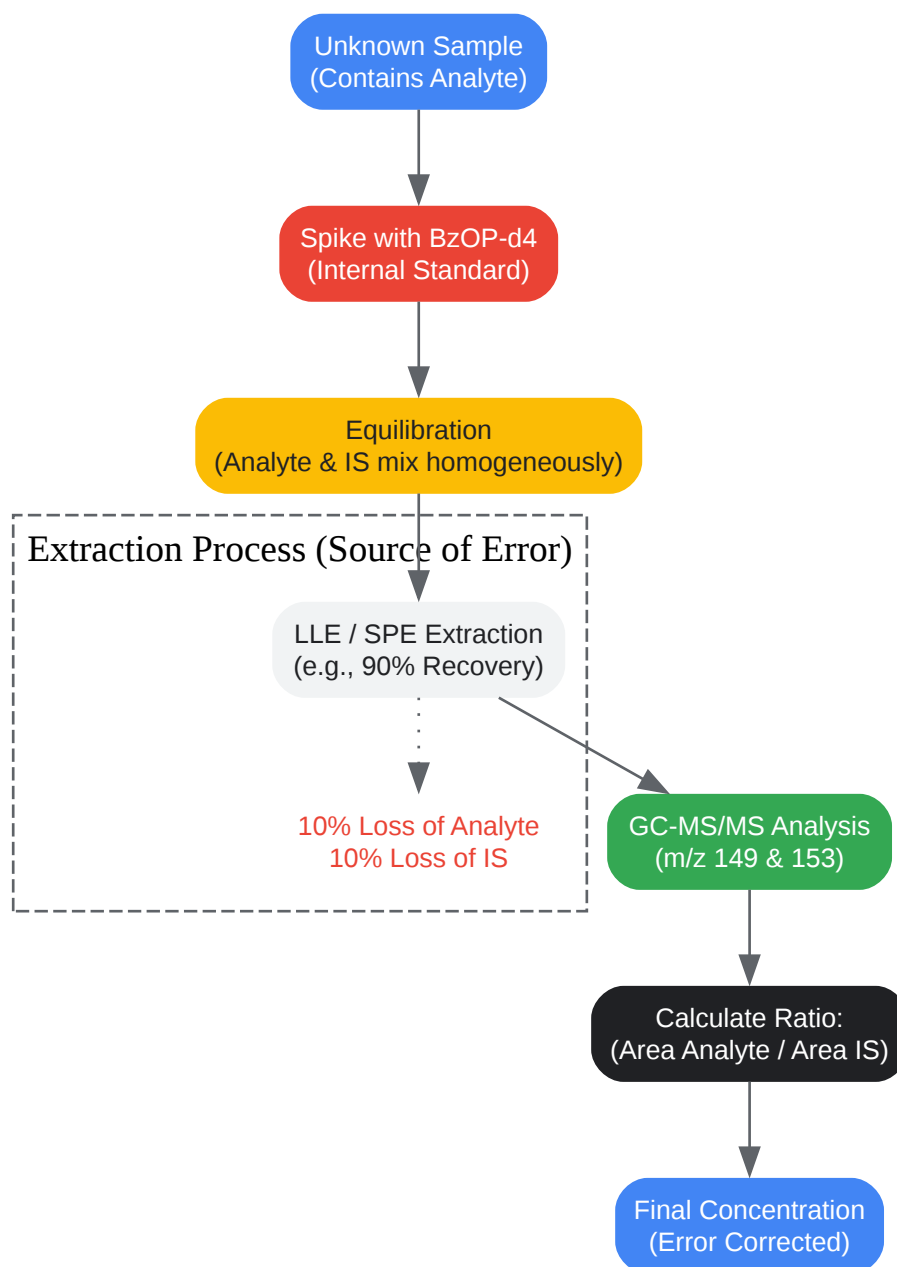 Unknown Sample
(Contains Analyte)
Spike with BzOP-d4
(Internal Standard)
Equilibration
(Analyte & IS mix homogeneously)
Extraction Process (Source of Error)
LLE / SPE Extraction
(e.g., 90% Recovery)
10% Loss of Analyte
10% Loss of IS
GC-MS/MS Analysis
(m/z 149 & 153)
Calculate Ratio:
(Area Analyte / Area IS)
Final Concentration
(Error Corrected)